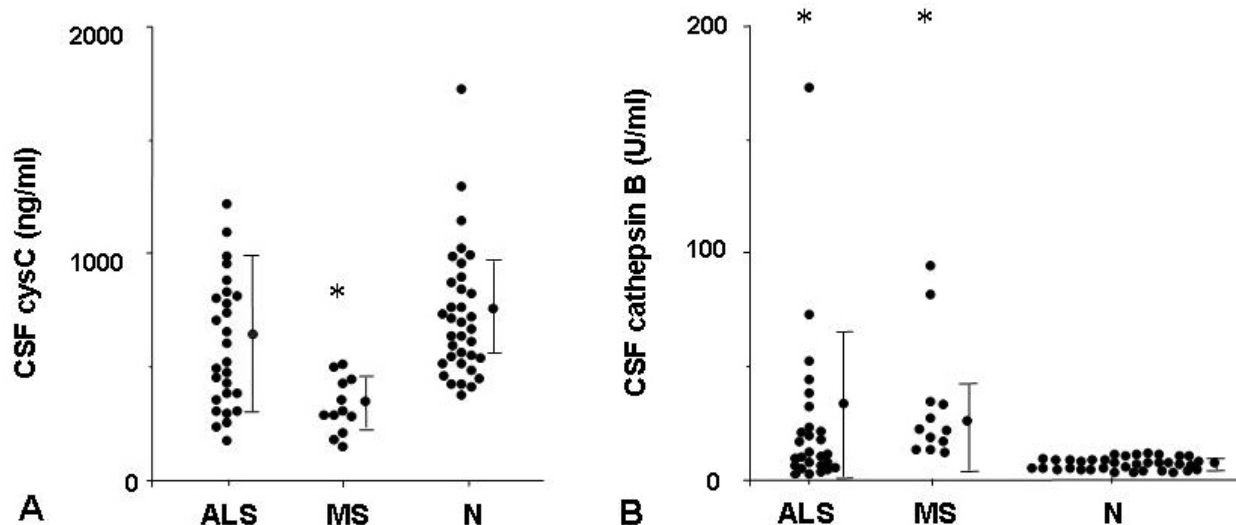 CSF cysC (ng/ml)
2000
1000
0
*
ALS MS N
A
CSF cathepsin B (U/ml)
200
100
0
* *
ALS MS N
B